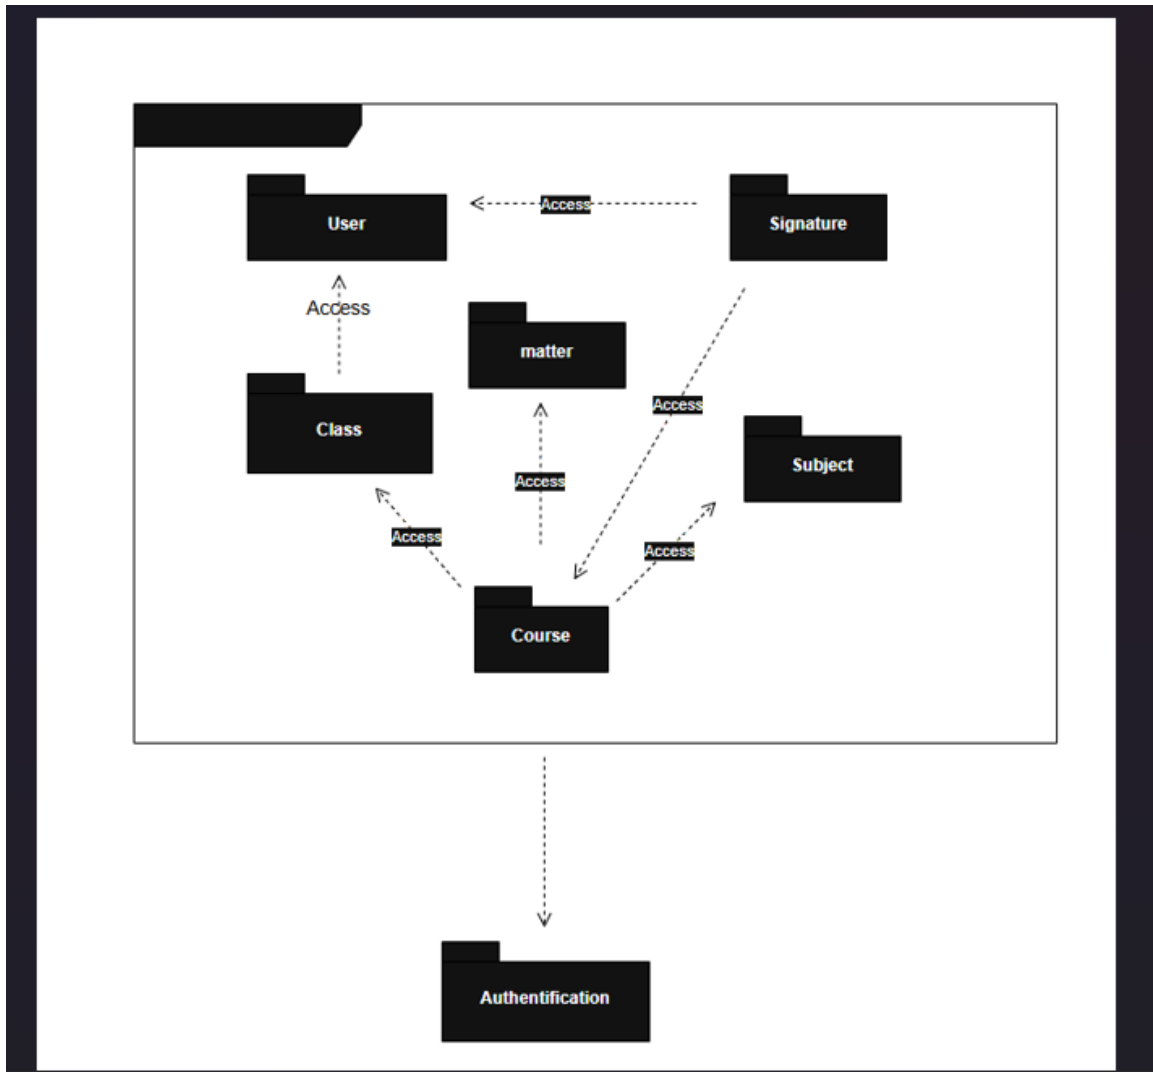 User
Access
Signature
Access
matter
Access
Class
Subject
Access
Access
Access
Course
Authentification